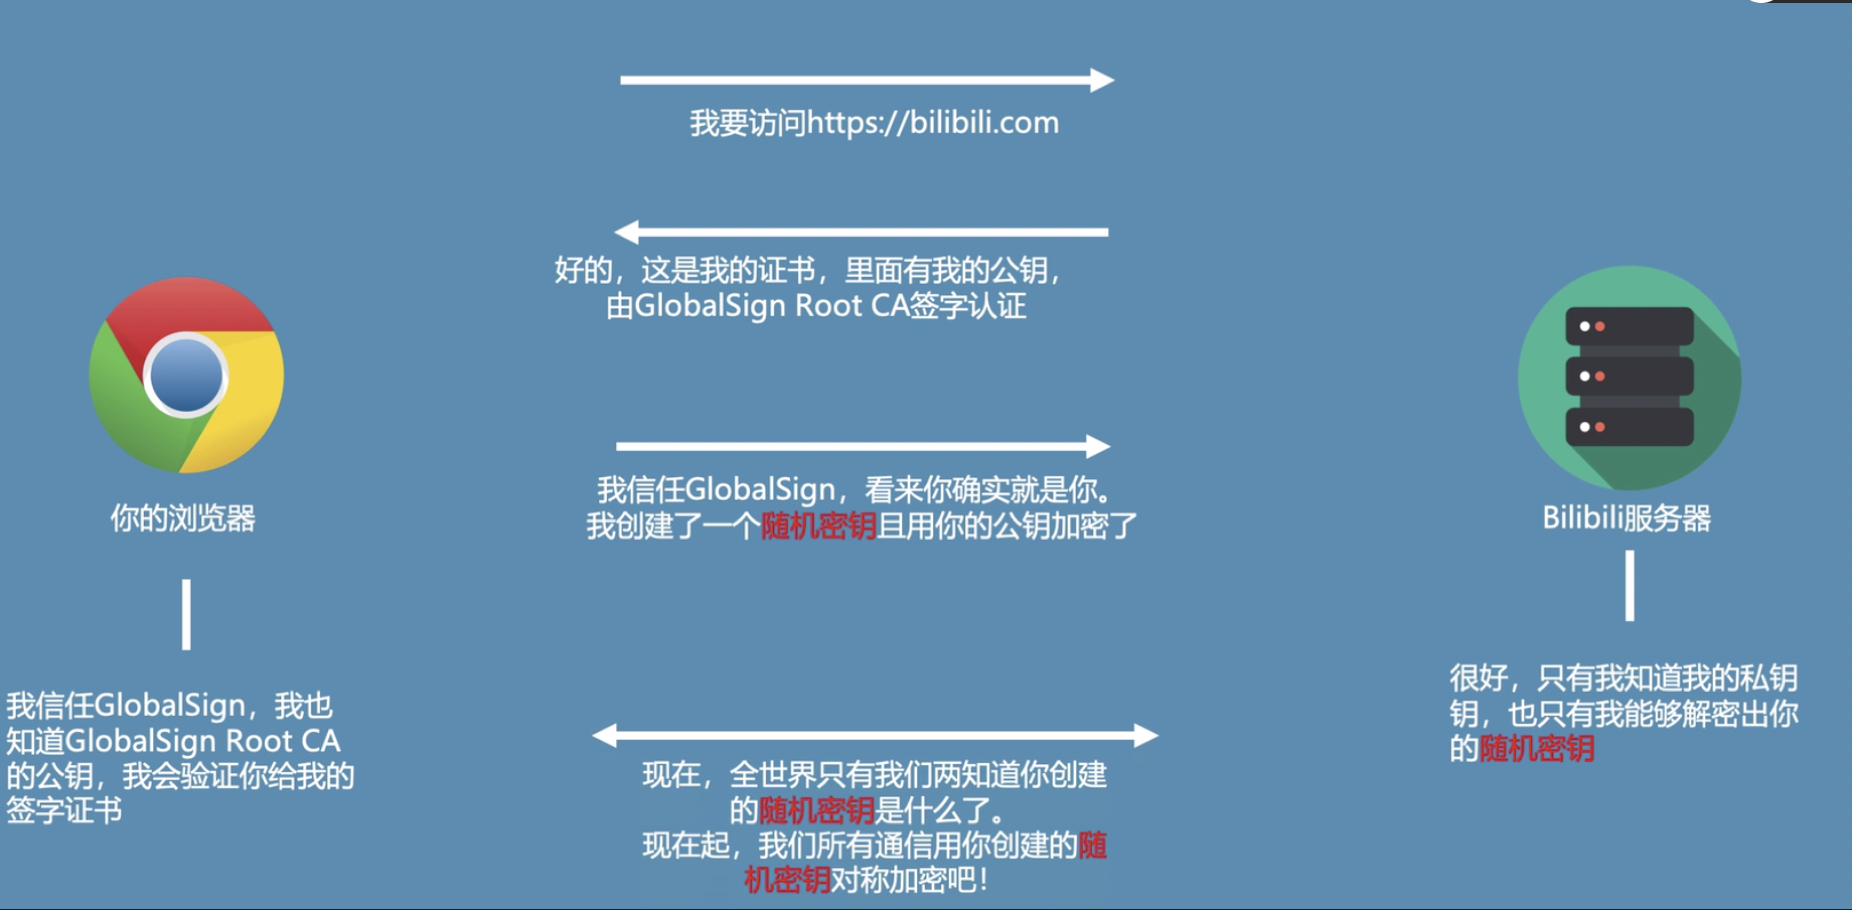 我要访问https://bilibili.com
好的，这是我的证书，里面有我的公钥，
由GlobalSign Root CA签字认证
我信任GlobalSign，看来你确实就是你。
我创建了一个随机密钥且用你的公钥加密了
你的浏览器
Bilibili服务器
我信任GlobalSign，我也
知道GlobalSign Root CA
的公钥，我会验证你给我的
签字证书
很好，只有我知道我的私钥
钥，也只有我能够解密出你
的随机密钥
现在，全世界只有我们两知道你创建
的随机密钥是什么了。
现在起，我们所有通信用你创建的随
机密钥对称加密吧！